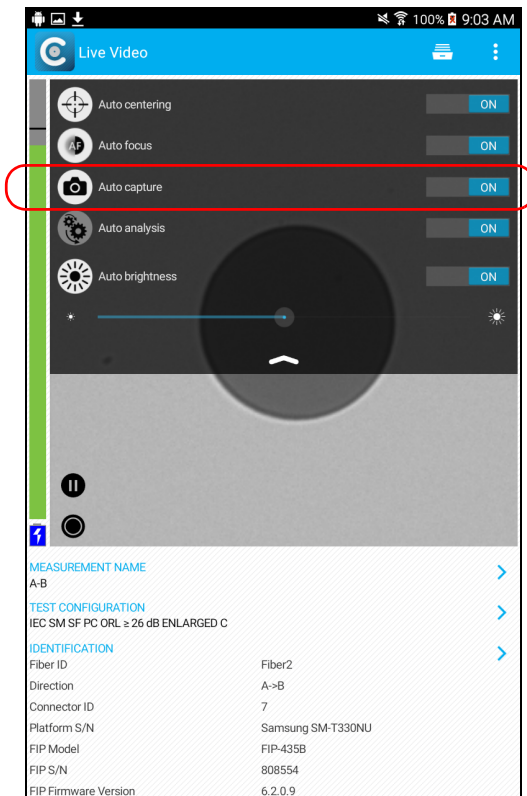 100% 9:03 AM
Live Video
Auto centering ON
AF Auto focus ON
Auto capture ON
Auto analysis ON
Auto brightness ON
MEASUREMENT NAME
A-B
TEST CONFIGURATION
IEC SM SF PC ORL ≥ 26 dB ENLARGED C
IDENTIFICATION
Fiber ID Fiber2
Direction A->B
Connector ID 7
Platform S/N Samsung SM-T330NU
FIP Model FIP-435B
FIP S/N 808554
FIP Firmware Version 6.2.0.9